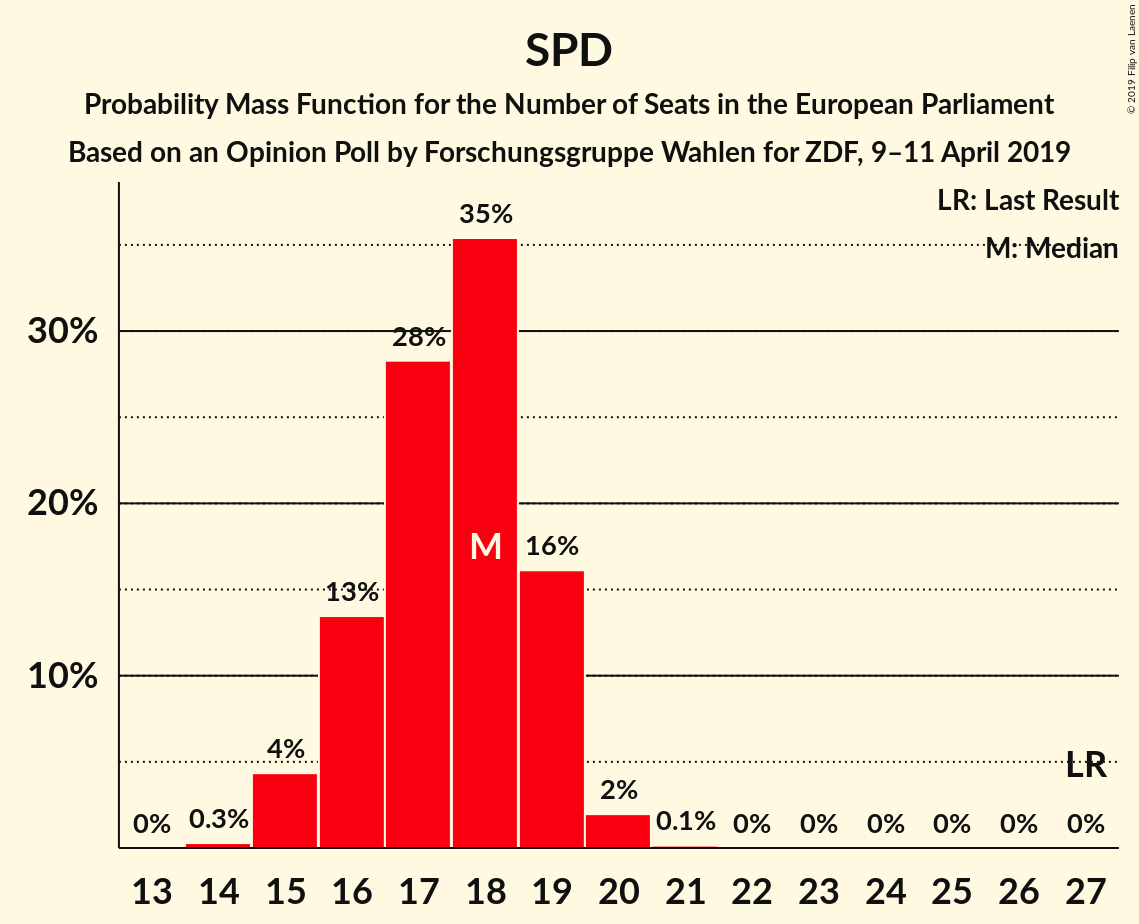 SPD
Probability Mass Function for the Number of Seats in the European Parliament
Based on an Opinion Poll by Forschungsgruppe Wahlen for ZDF, 9–11 April 2019
© 2019 Filip van Laenen
LR: Last Result
M: Median
30%
20%
10%
0%
0.3%
4%
13%
28%
35%
M
16%
2%
0.1%
0%
0%
0%
0%
0%
0%
LR
13 14 15 16 17 18 19 20 21 22 23 24 25 26 27